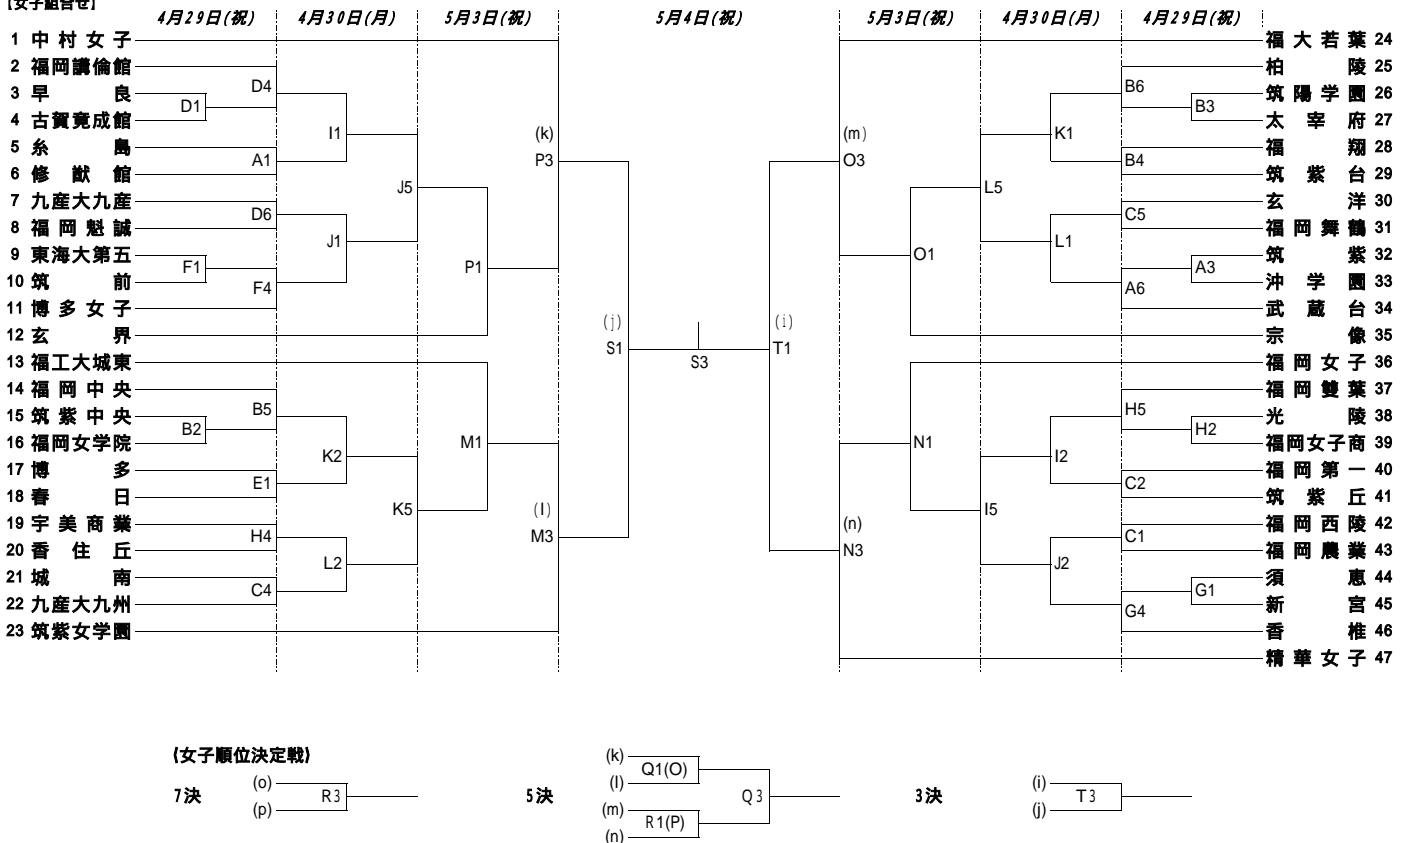 【女子組合せ】
4月29日(祝) 4月30日(月) 5月3日(祝) 5月4日(祝) 5月3日(祝) 4月30日(月) 4月29日(祝)
1 中村女子 福大若葉 24
2 福岡講倫館 柏陵 25
D4 B6
3 早良 筑陽学園 26
D1 B3
4 古賀竟成館 太宰府 27
I1 (k) (m) K1
5 糸島 福翔 28
A1 P3 O3 B4
6 修猷館 筑紫台 29
J5 L5
7 九産大九産 玄洋 30
D6 C5
8 福岡魁誠 福岡舞鶴 31
J1 L1
9 東海大第五 筑紫 32
F1 P1 O1 A3
10 筑前 沖学園 33
F4 A6
11 博多女子 武蔵台 34
(j) (i)
12 玄界 宗像 35
S1 T1
13 福工大城東 S3 福岡女子 36
14 福岡中央 福岡雙葉 37
B5 H5
15 筑紫中央 光陵 38
B2 H2
16 福岡女学院 M1 N1 福岡女子商 39
K2 I2
17 博多 福岡第一 40
E1 C2
18 春日 筑紫丘 41
K5 (l) I5
19 宇美商業 (n) 福岡西陵 42
H4 M3 C1
20 香住丘 N3 福岡農業 43
L2 J2
21 城南 須恵 44
C4 G1
22 九産大九州 新宮 45
G4
23 筑紫女学園 香椎 46
精華女子 47
(女子順位決定戦)
7決 (o) R3 (p)
5決 (k) Q1(O) (l) Q3 (m) R1(P) (n)
3決 (i) T3 (j)